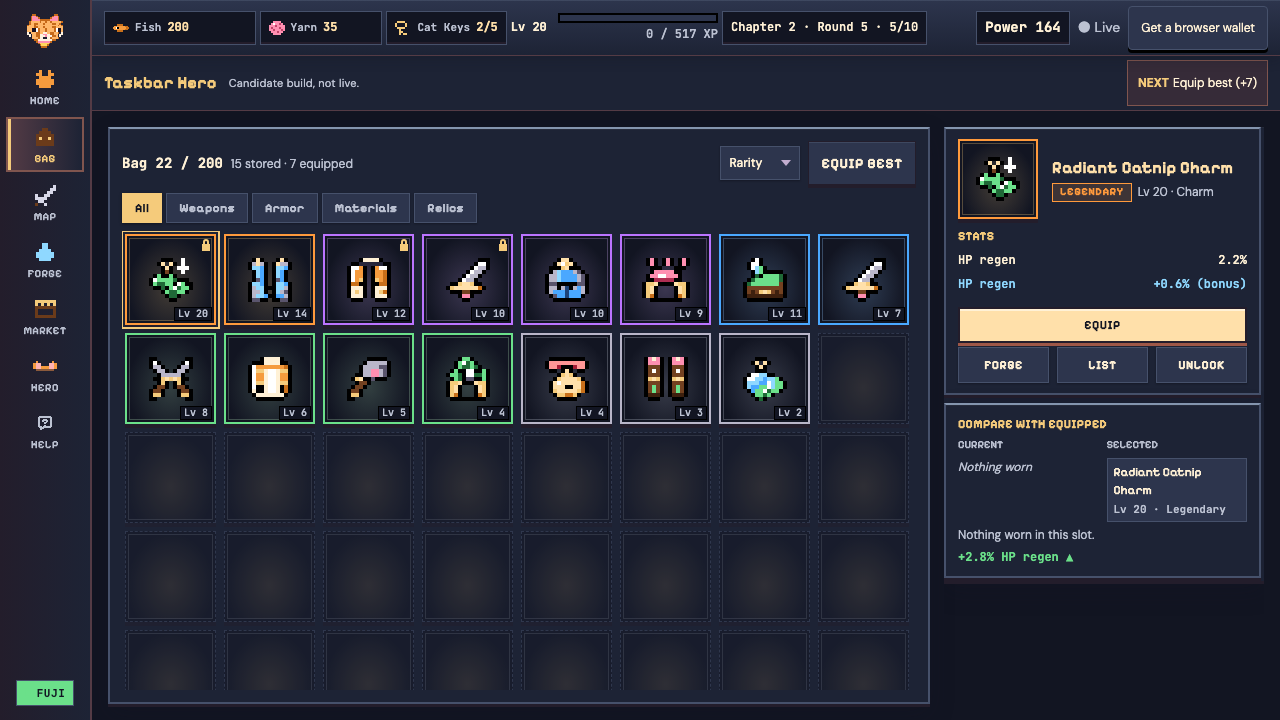 Fish 200
Yarn 35
Cat Keys 2/5
Lv 20
0 / 517 XP
Chapter 2 · Round 5 · 5/10
Power 164
Live
Get a browser wallet
HOME
BAG
MAP
FORGE
MARKET
HERO
HELP
FUJI
Taskbar Hero
Candidate build, not live.
NEXT Equip best (+7)
Bag 22 / 200 15 stored · 7 equipped
Rarity
EQUIP BEST
All
Weapons
Armor
Materials
Relics
Lv 20
Lv 14
Lv 12
Lv 10
Lv 10
Lv 9
Lv 11
Lv 7
Lv 8
Lv 6
Lv 5
Lv 4
Lv 4
Lv 3
Lv 2
Radiant Catnip Charm
LEGENDARY Lv 20 · Charm
STATS
HP regen 2.2%
HP regen +0.6% (bonus)
EQUIP
FORGE
LIST
UNLOCK
COMPARE WITH EQUIPPED
CURRENT
SELECTED
Nothing worn
Radiant Catnip
Charm
Lv 20 · Legendary
Nothing worn in this slot.
+2.8% HP regen ▲